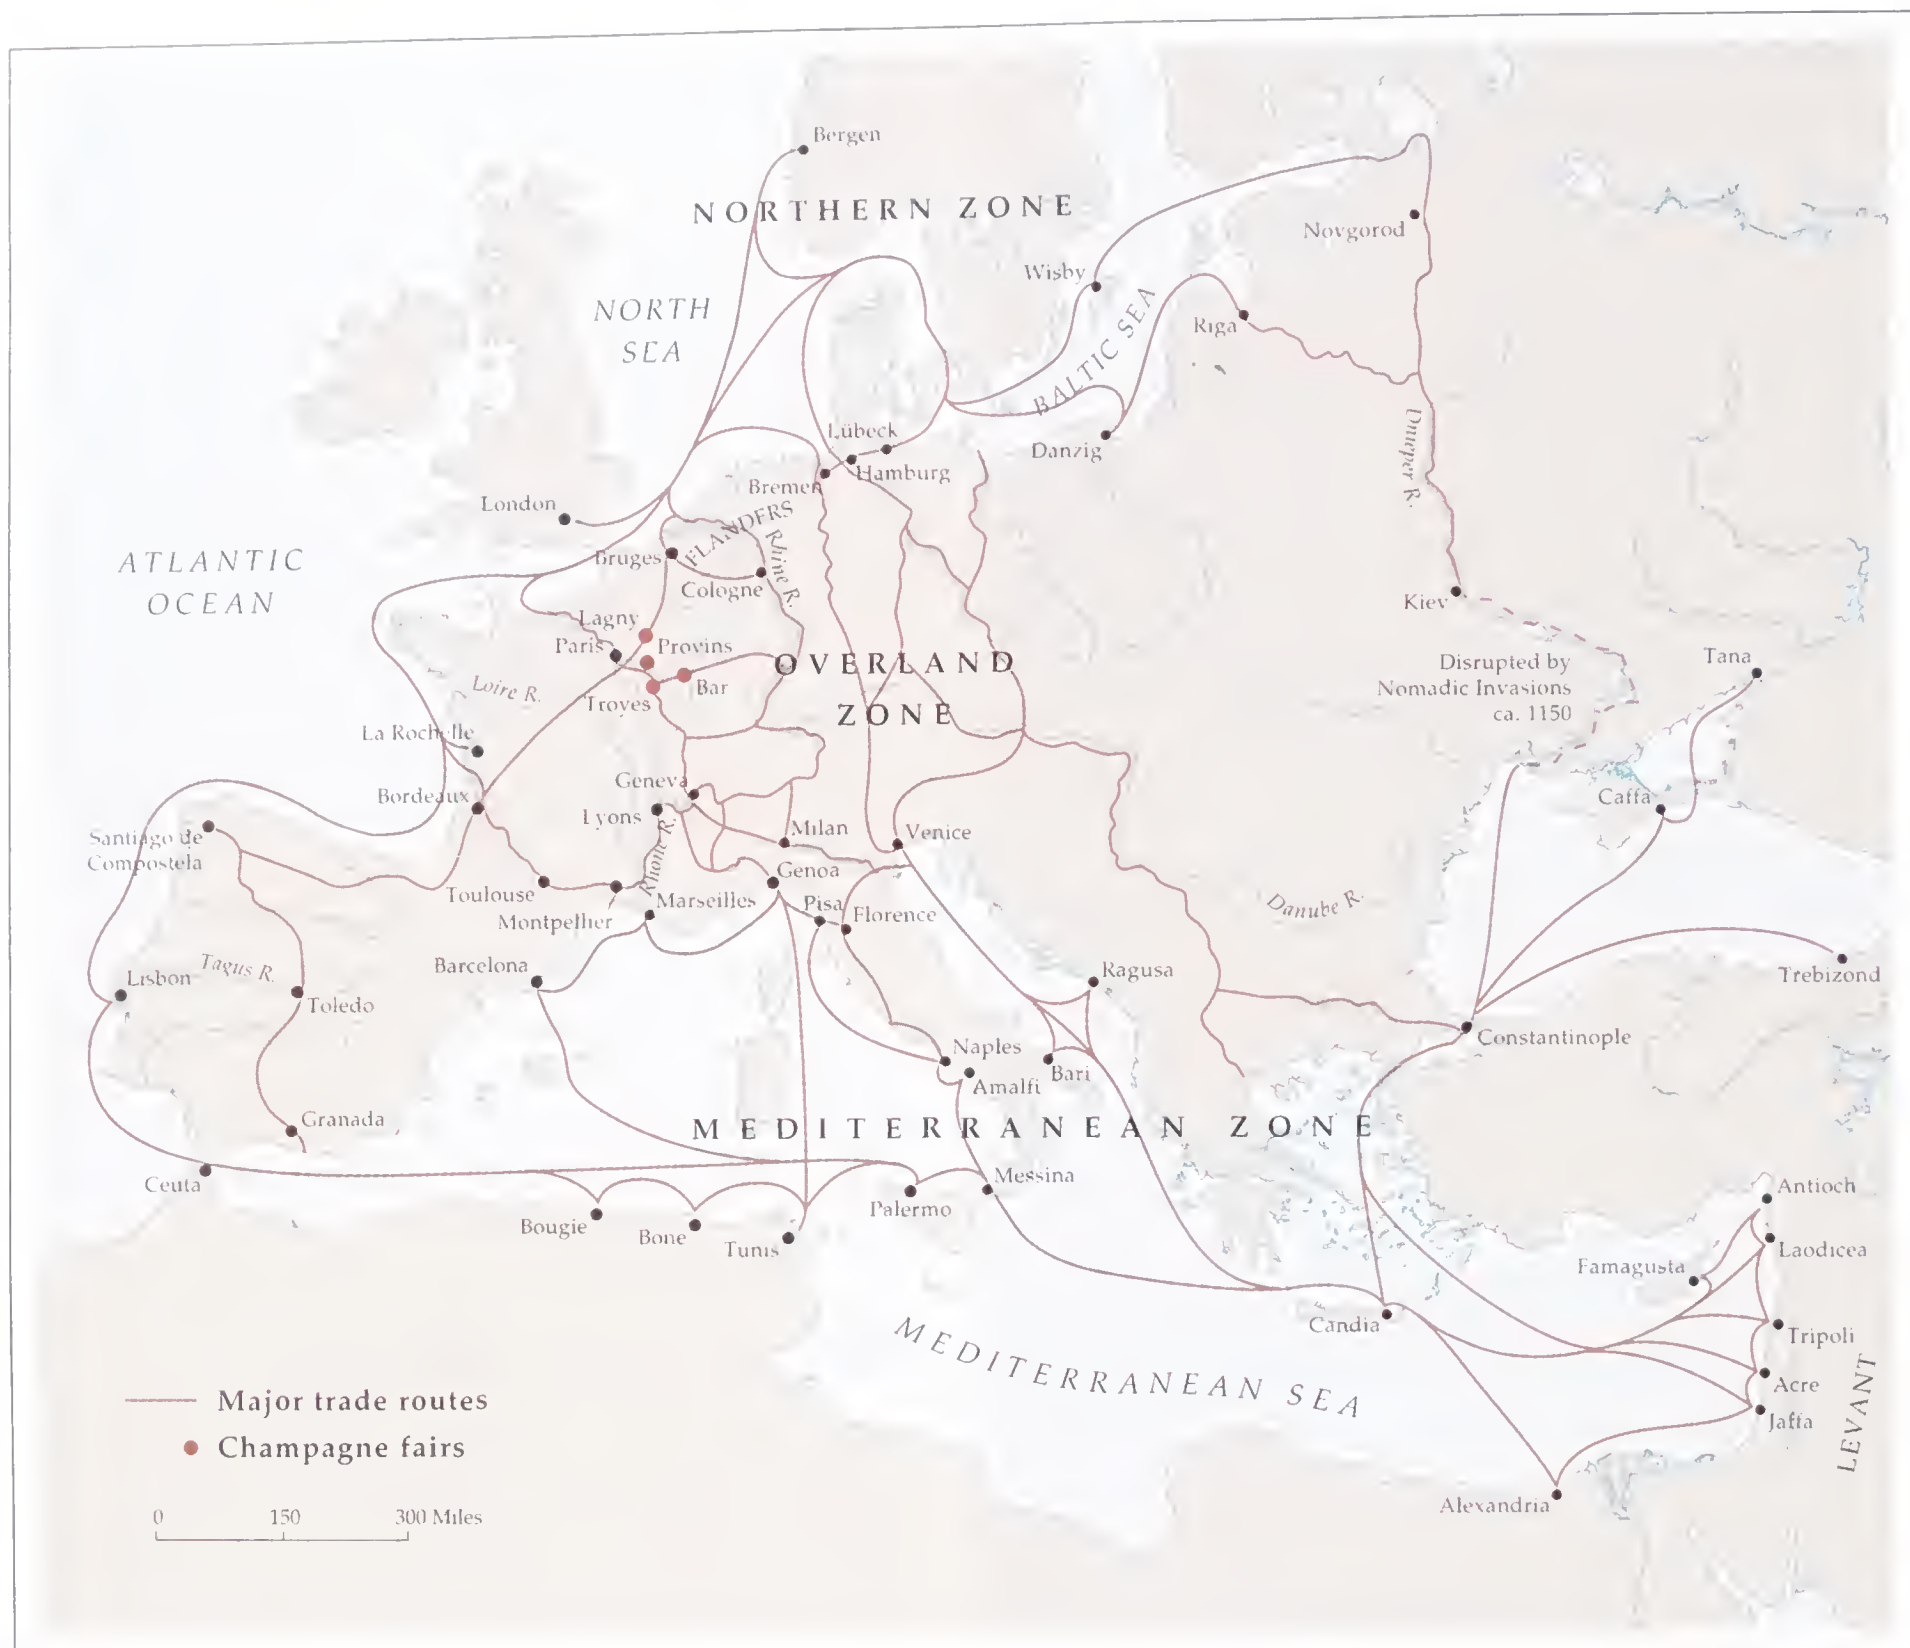 Bergen
NORTHERN ZONE
Novgorod
Wisby
NORTH
SEA
BALTIC SEA
Riga
Lübeck
Hamburg
Danzig
Dnieper R.
Bremen
London
FLANDERS
Rhine R.
ATLANTIC
OCEAN
Bruges
Cologne
Kiev
Lagny
Paris
Provins
OVERLAND
ZONE
Bar
Troyes
Loire R.
Disrupted by
Nomadic Invasions
ca. 1150
Tana
La Rochelle
Geneva
Bordeaux
Lyons
Caffa
Santiago de
Compostela
Milan
Venice
Rhone R.
Genoa
Toulouse
Montpellier
Marseilles
Pisa
Florence
Danube R.
Barcelona
Lisbon
Tagus R.
Ragusa
Trebizond
Toledo
Constantinople
Naples
Amalfi
Bari
Granada
MEDITERRANEAN ZONE
Ceuta
Messina
Palermo
Bougie
Bone
Tunis
Antioch
Laodicea
Famagusta
Candia
Tripoli
MEDITERRANEAN SEA
Acre
Jaffa
LEVANT
Alexandria
Major trade routes
Champagne fairs
0 150 300 Miles